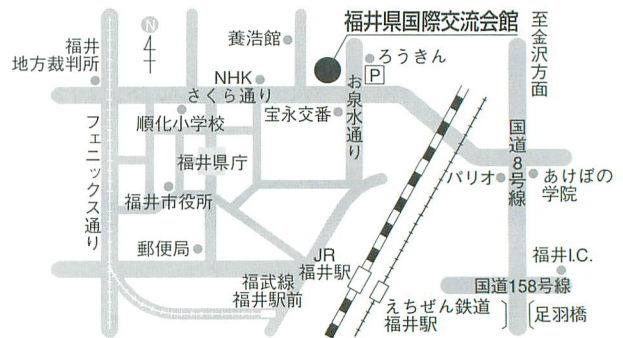 福井県国際交流会館
至金沢方面
N
福井
地方裁判所
養浩館
ろうきん
P
NHK
さくら通り
お泉水通り
順化小学校
宝永交番
フェニックス通り
福井県庁
国道8号線
パリオ
あけぼの
学院
福井市役所
郵便局
JR
福井駅
福井I.C.
福武線
福井駅前
国道158号線
えちぜん鉄道
福井駅
足羽橋